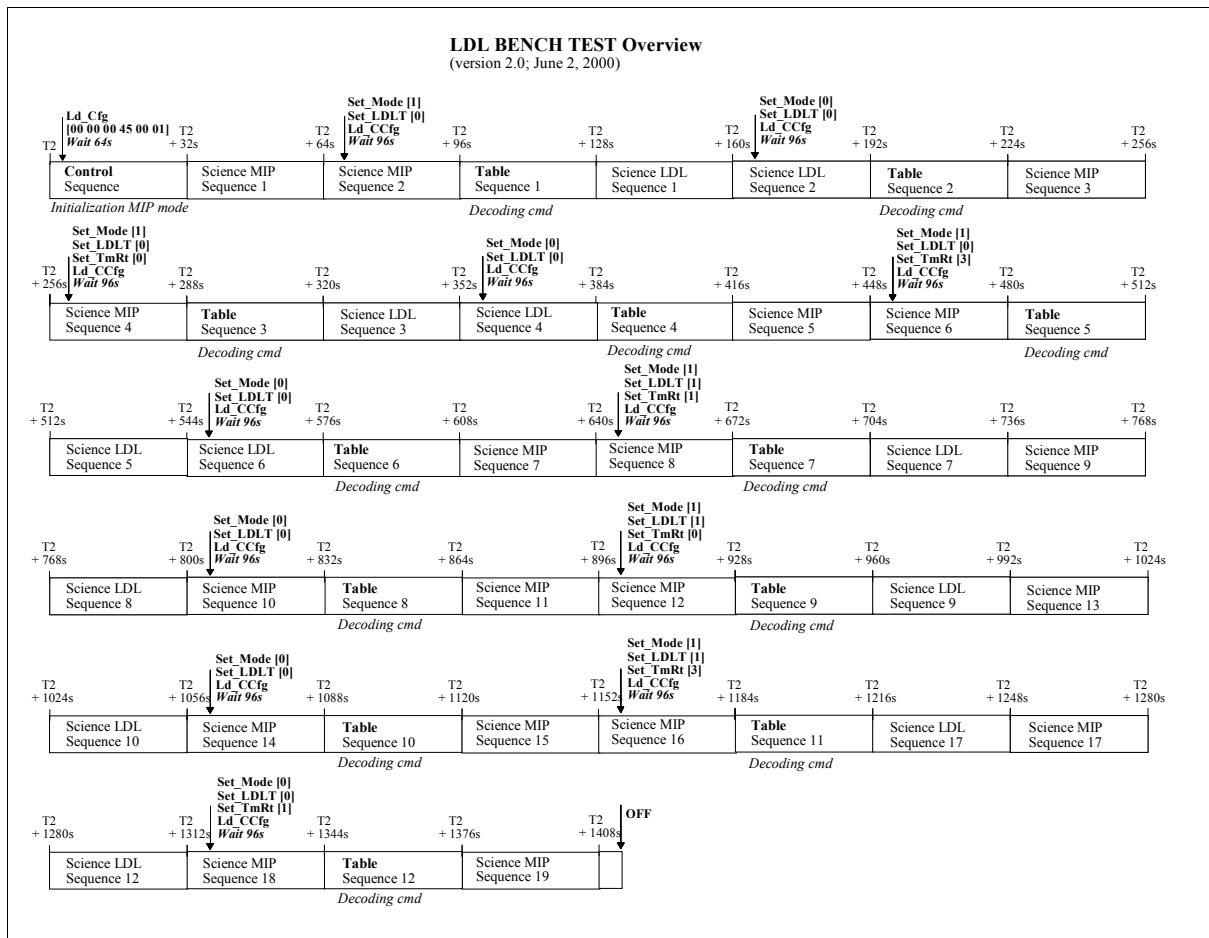 LDL BENCH TEST Overview
(version 2.0; June 2, 2000)
Ld_Cfg
[00 00 00 45 00 01]
Wait 64s
Set_Mode [1]
Set_LDLT [0]
Ld_CCfg
Wait 96s
Set_Mode [0]
Set_LDLT [0]
Ld_CCfg
Wait 96s
T2
T2
+ 32s
T2
+ 64s
T2
+ 96s
T2
+ 128s
T2
+ 160s
T2
+ 192s
T2
+ 224s
T2
+ 256s
Control
Sequence
Science MIP
Sequence 1
Science MIP
Sequence 2
Table
Sequence 1
Science LDL
Sequence 1
Science LDL
Sequence 2
Table
Sequence 2
Science MIP
Sequence 3
Initialization MIP mode
Decoding cmd
Decoding cmd
Set_Mode [1]
Set_LDLT [0]
Set_TmRt [0]
Ld_CCfg
Wait 96s
Set_Mode [0]
Set_LDLT [0]
Ld_CCfg
Wait 96s
Set_Mode [1]
Set_LDLT [0]
Set_TmRt [3]
Ld_CCfg
Wait 96s
T2
+ 256s
T2
+ 288s
T2
+ 320s
T2
+ 352s
T2
+ 384s
T2
+ 416s
T2
+ 448s
T2
+ 480s
T2
+ 512s
Science MIP
Sequence 4
Table
Sequence 3
Science LDL
Sequence 3
Science LDL
Sequence 4
Table
Sequence 4
Science MIP
Sequence 5
Science MIP
Sequence 6
Table
Sequence 5
Decoding cmd
Decoding cmd
Decoding cmd
Set_Mode [0]
Set_LDLT [0]
Ld_CCfg
Wait 96s
Set_Mode [1]
Set_LDLT [1]
Set_TmRt [1]
Ld_CCfg
Wait 96s
T2
+ 512s
T2
+ 544s
T2
+ 576s
T2
+ 608s
T2
+ 640s
T2
+ 672s
T2
+ 704s
T2
+ 736s
T2
+ 768s
Science LDL
Sequence 5
Science LDL
Sequence 6
Table
Sequence 6
Science MIP
Sequence 7
Science MIP
Sequence 8
Table
Sequence 7
Science LDL
Sequence 7
Science MIP
Sequence 9
Decoding cmd
Decoding cmd
Set_Mode [0]
Set_LDLT [0]
Ld_CCfg
Wait 96s
Set_Mode [1]
Set_LDLT [1]
Set_TmRt [0]
Ld_CCfg
Wait 96s
T2
+ 768s
T2
+ 800s
T2
+ 832s
T2
+ 864s
T2
+ 896s
T2
+ 928s
T2
+ 960s
T2
+ 992s
T2
+ 1024s
Science LDL
Sequence 8
Science MIP
Sequence 10
Table
Sequence 8
Science MIP
Sequence 11
Science MIP
Sequence 12
Table
Sequence 9
Science LDL
Sequence 9
Science MIP
Sequence 13
Decoding cmd
Decoding cmd
Set_Mode [0]
Set_LDLT [0]
Ld_CCfg
Wait 96s
Set_Mode [1]
Set_LDLT [1]
Set_TmRt [3]
Ld_CCfg
Wait 96s
T2
+ 1024s
T2
+ 1056s
T2
+ 1088s
T2
+ 1120s
T2
+ 1152s
T2
+ 1184s
T2
+ 1216s
T2
+ 1248s
T2
+ 1280s
Science LDL
Sequence 10
Science MIP
Sequence 14
Table
Sequence 10
Science MIP
Sequence 15
Science MIP
Sequence 16
Table
Sequence 11
Science LDL
Sequence 17
Science MIP
Sequence 17
Decoding cmd
Decoding cmd
Set_Mode [0]
Set_LDLT [0]
Set_TmRt [1]
Ld_CCfg
Wait 96s
OFF
T2
+ 1280s
T2
+ 1312s
T2
+ 1344s
T2
+ 1376s
T2
+ 1408s
Science LDL
Sequence 12
Science MIP
Sequence 18
Table
Sequence 12
Science MIP
Sequence 19
Decoding cmd